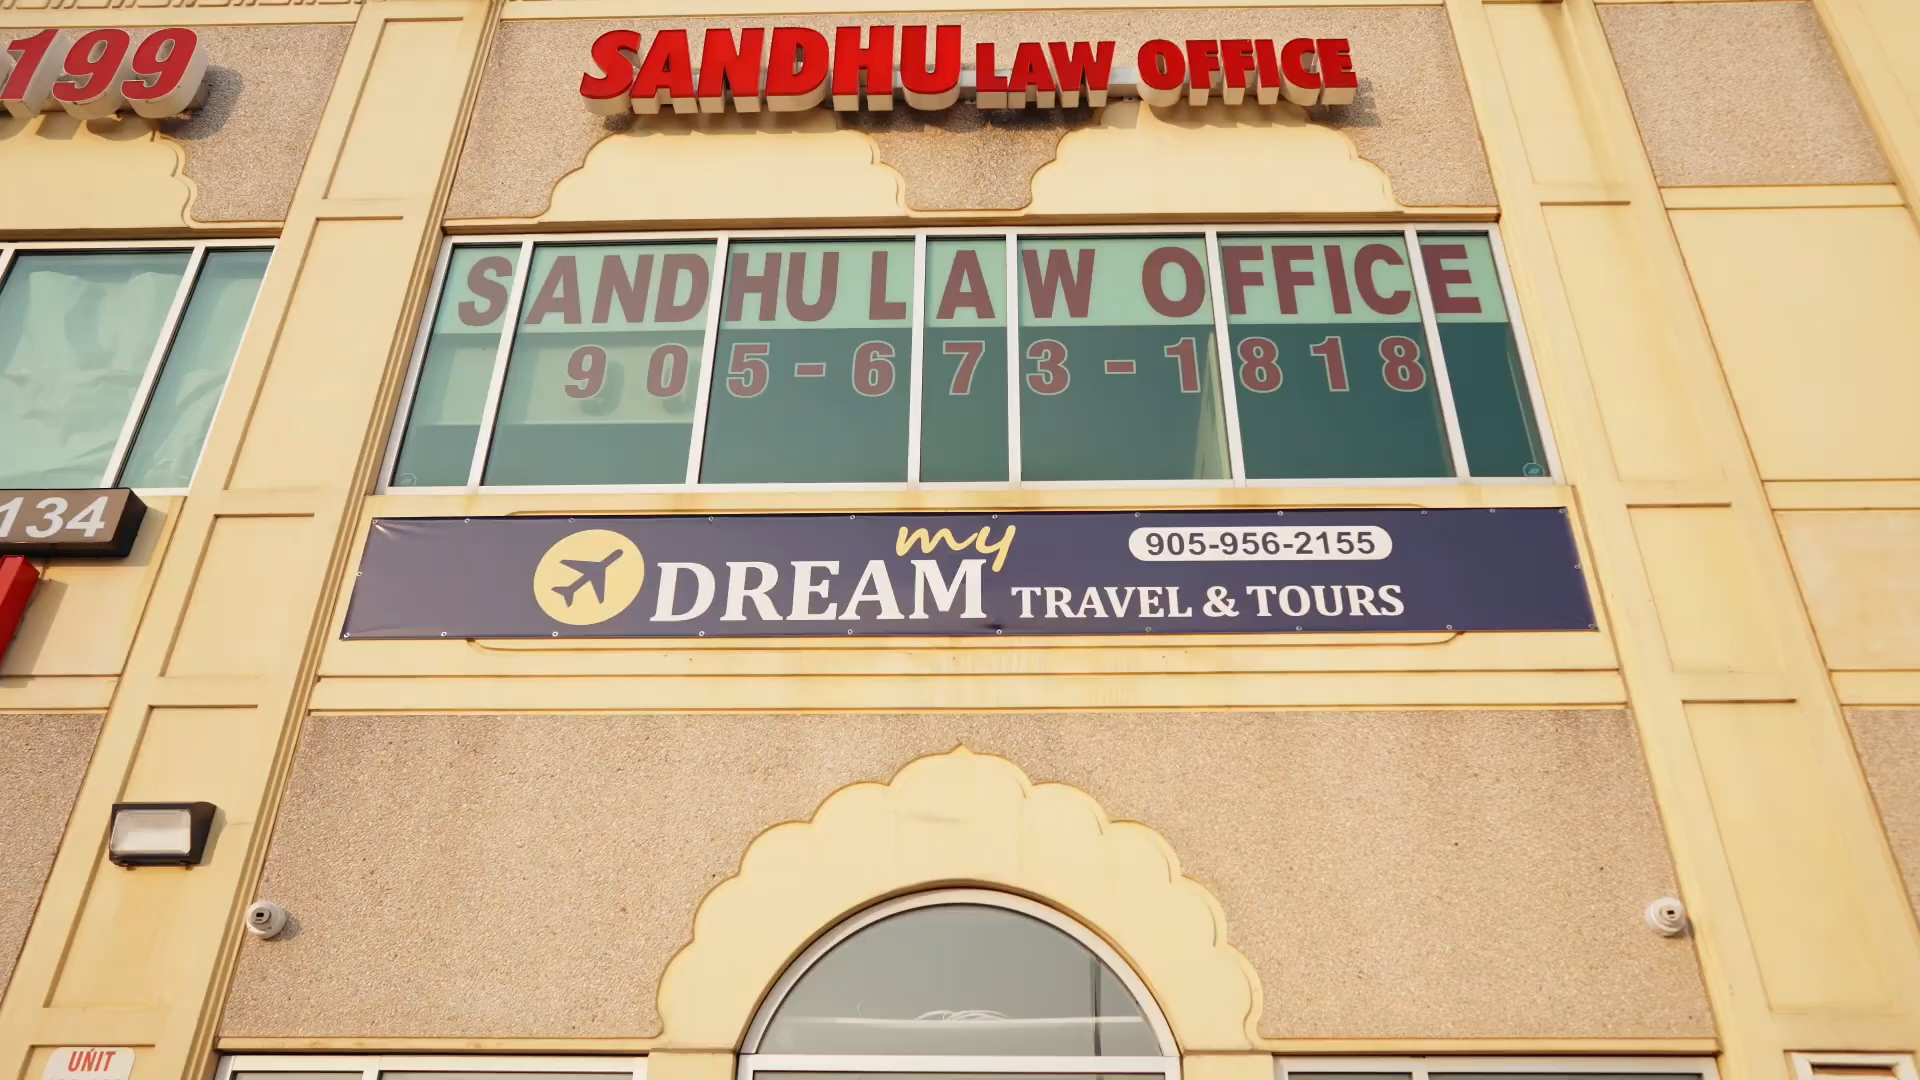 199
SANDHU LAW OFFICE
SANDHU LAW OFFICE
905-673-1818
134
my
DREAM TRAVEL & TOURS
905-956-2155
UNIT